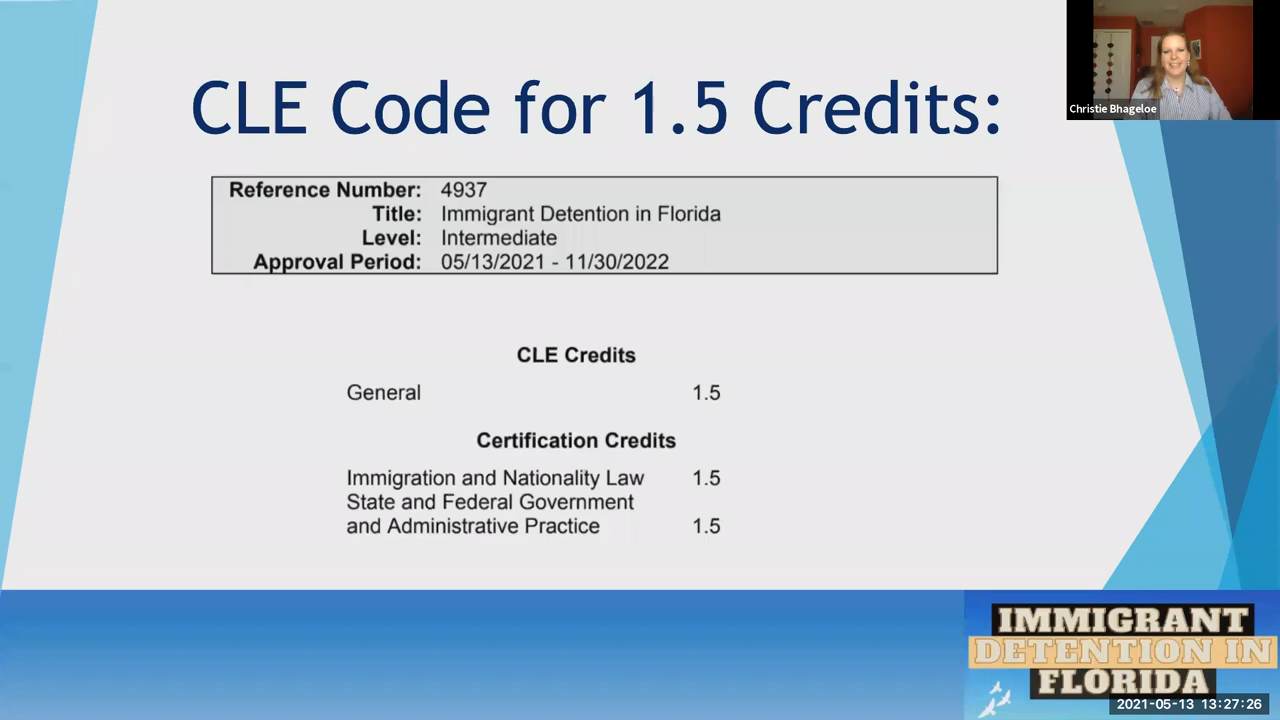 CLE Code for 1.5 Credits:
Christie Bhageloe
Reference Number: 4937
Title: Immigrant Detention in Florida
Level: Intermediate
Approval Period: 05/13/2021 - 11/30/2022
CLE Credits
General 1.5
Certification Credits
Immigration and Nationality Law 1.5
State and Federal Government
and Administrative Practice 1.5
IMMIGRANT
DETENTION IN
FLORIDA
2021-05-13 13:27:26